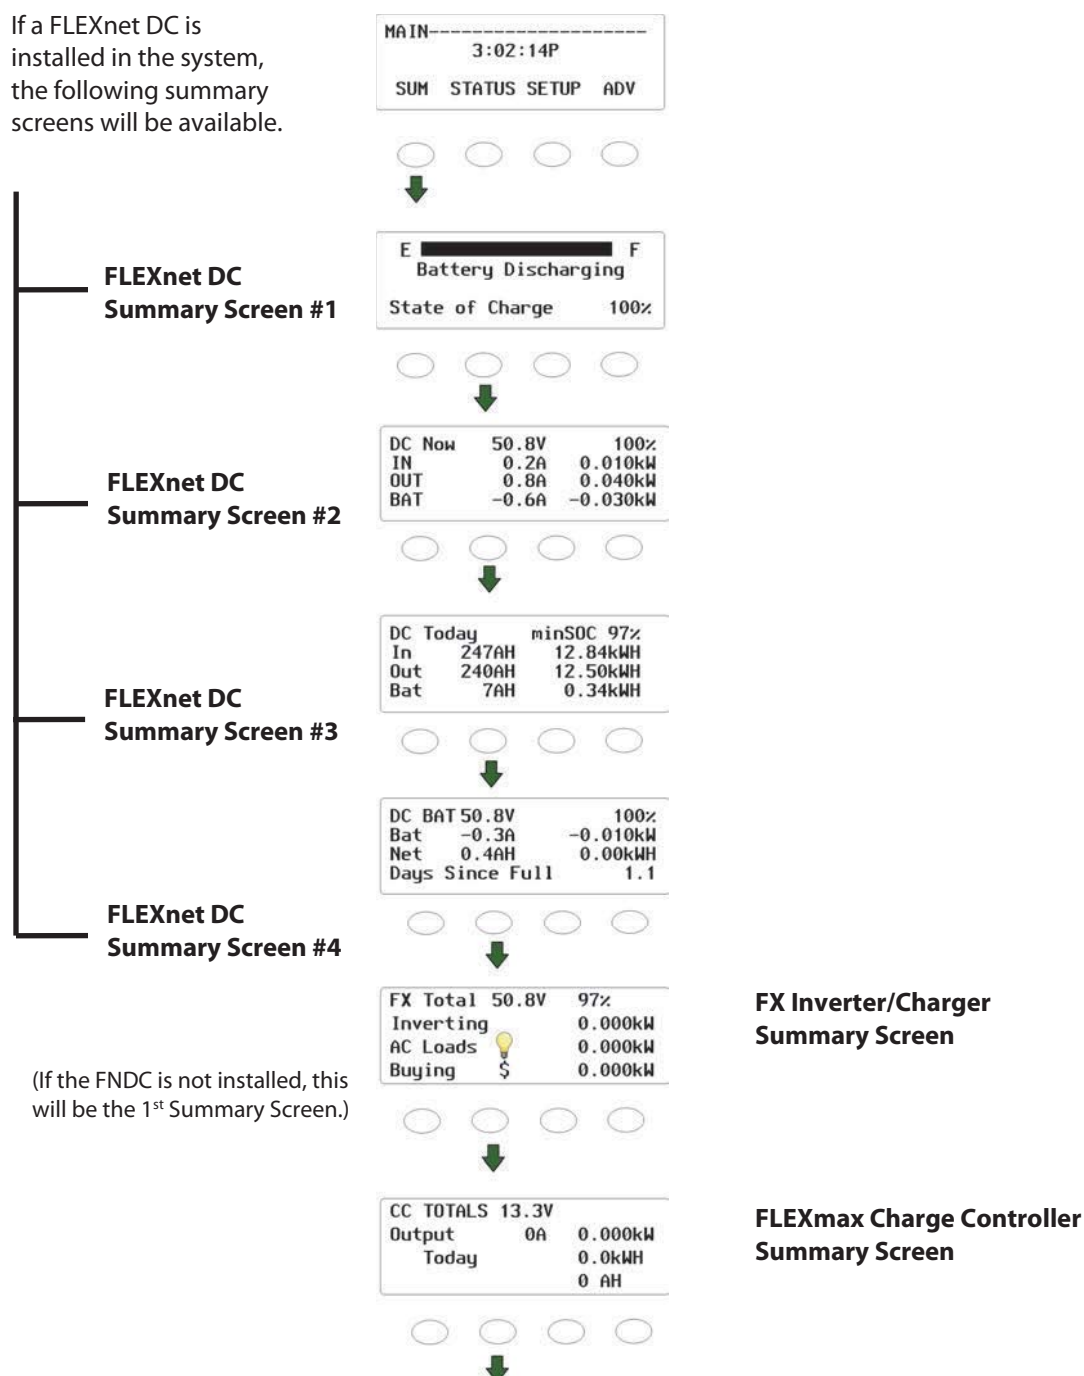 If a FLEXnet DC is
installed in the system,
the following summary
screens will be available.
MAIN---------------------
3:02:14P
SUM STATUS SETUP ADV
E F
Battery Discharging
State of Charge 100%
FLEXnet DC
Summary Screen #1
DC Now 50.8V 100%
IN 0.2A 0.010kW
OUT 0.8A 0.040kW
BAT -0.6A -0.030kW
FLEXnet DC
Summary Screen #2
DC Today minSOC 97%
In 247AH 12.84kWH
Out 240AH 12.50kWH
Bat 7AH 0.34kWH
FLEXnet DC
Summary Screen #3
DC BAT 50.8V 100%
Bat -0.3A -0.010kW
Net 0.4AH 0.00kWH
Days Since Full 1.1
FLEXnet DC
Summary Screen #4
FX Total 50.8V 97%
Inverting 0.000kW
AC Loads 0.000kW
Buying $ 0.000kW
FX Inverter/Charger
Summary Screen
(If the FNDC is not installed, this
will be the 1st Summary Screen.)
CC TOTALS 13.3V
Output 0A 0.000kW
Today 0.0kWH
0 AH
FLEXmax Charge Controller
Summary Screen